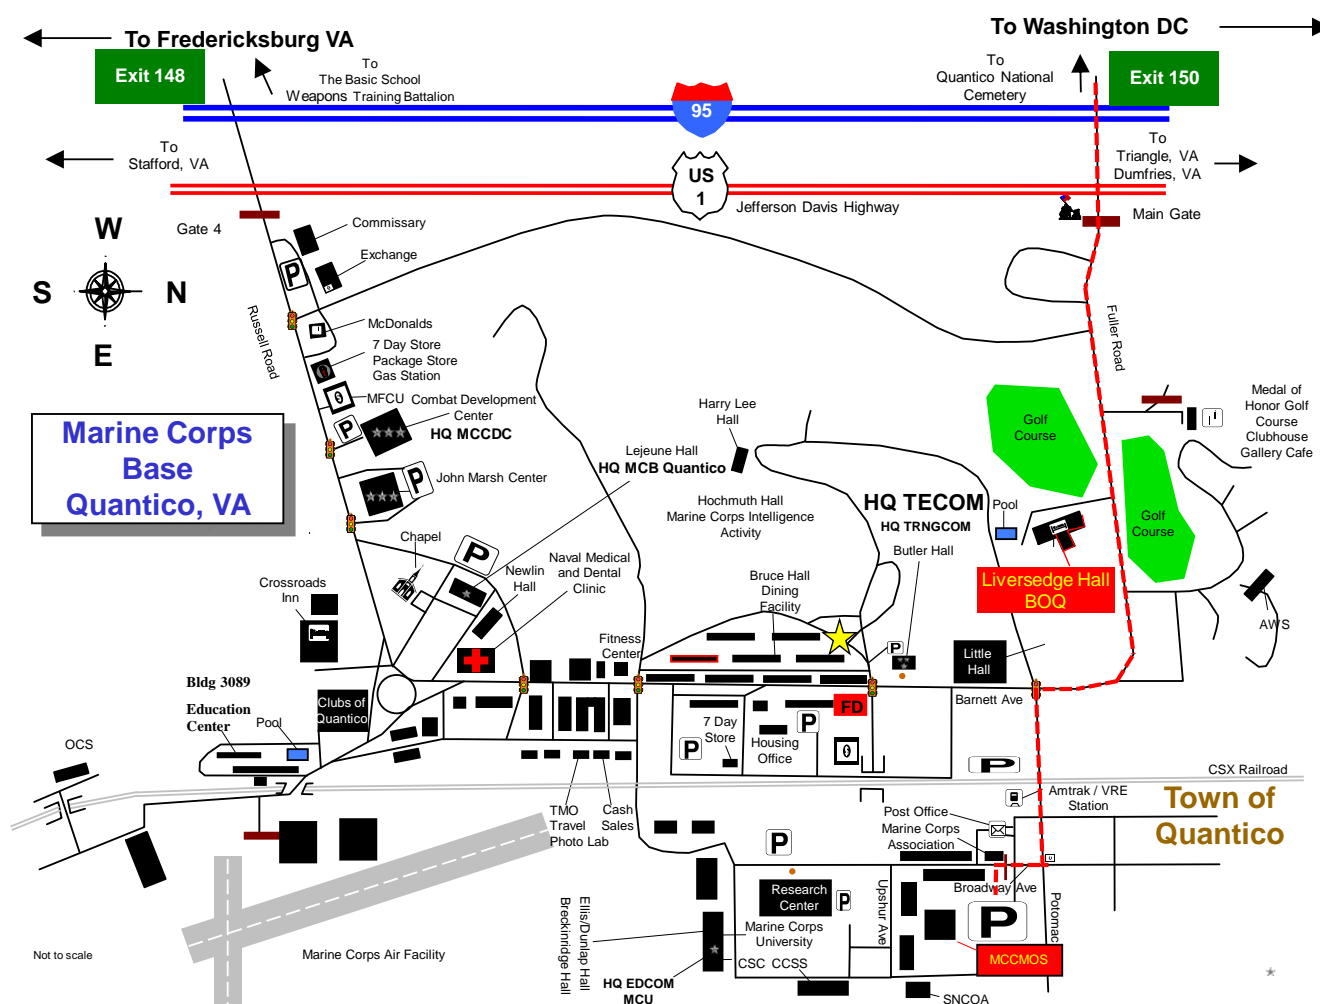 To Fredericksburg VA
To Washington DC
Exit 148
To
The Basic School
Weapons Training Battalion
To
Quantico National
Cemetery
Exit 150
95
To
Stafford, VA
US
1
To
Triangle, VA
Dumfries, VA
Jefferson Davis Highway
Gate 4
Main Gate
Commissary
Exchange
P
W
S
N
E
Russell Road
Fuller Road
McDonalds
7 Day Store
Package Store
Gas Station
MFCU
Combat Development
Center
HQ MCCDC
P
Marine Corps
Base
Quantico, VA
John Marsh Center
P
Harry Lee
Hall
Lejeune Hall
HQ MCB Quantico
Hochmuth Hall
Marine Corps Intelligence
Activity
HQ TECOM
HQ TRNGCOM
Butler Hall
Pool
Golf
Course
Golf
Course
Medal of
Honor Golf
Course
Clubhouse
Gallery Cafe
Liversedge Hall
BOQ
AWS
Chapel
P
Newlin
Hall
Naval Medical
and Dental
Clinic
Crossroads
Inn
Bruce Hall
Dining
Facility
Fitness
Center
P
Little
Hall
Barnett Ave
Bldg 3089
Education
Center
Pool
Clubs of
Quantico
FD
7 Day
Store
P
P
Housing
Office
P
OCS
CSX Railroad
Amtrak / VRE
Station
Town of
Quantico
TMO
Travel
Photo Lab
Cash
Sales
Post Office
Marine Corps
Association
P
Broadway Ave
Potomac
P
Research
Center
P
Upshur Ave
Marine Corps
University
CSC CCSS
Ellis/Dunlap Hall
Breckinridge Hall
HQ EDCOM
MCU
MCCMOS
SNCOA
Marine Corps Air Facility
Not to scale